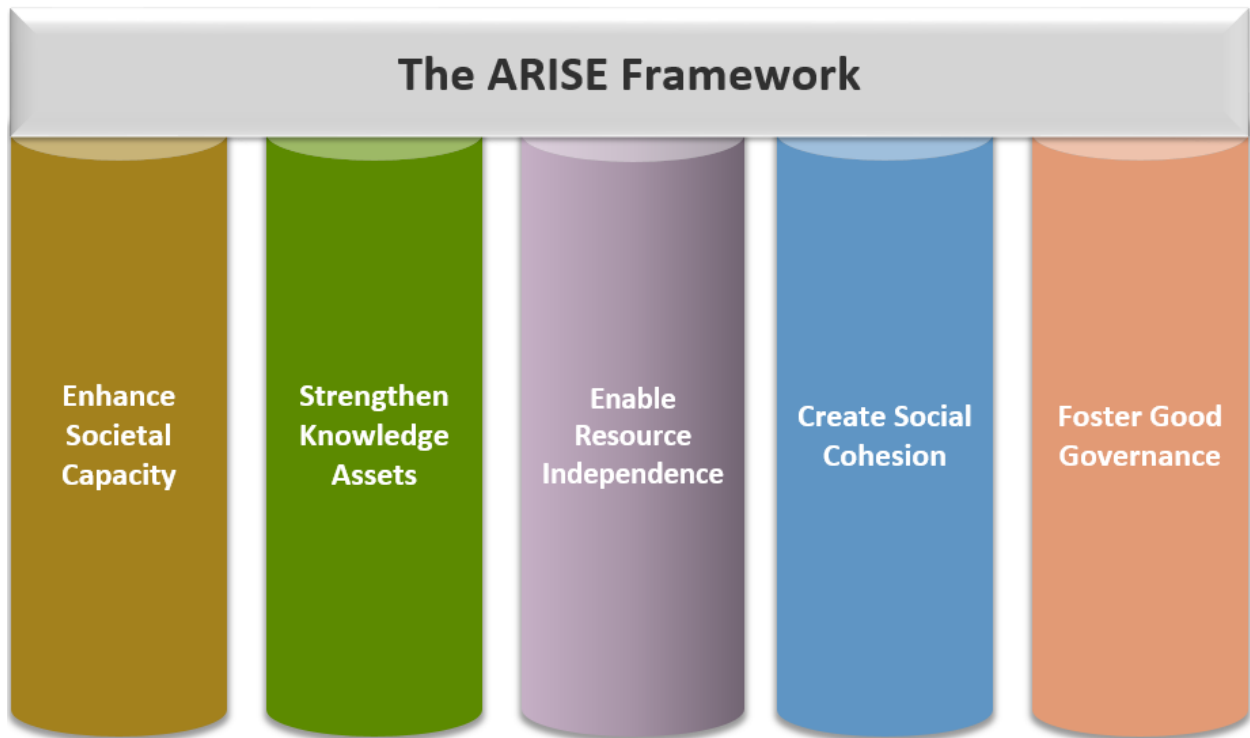 The ARISE Framework
Enhance
Societal
Capacity
Strengthen
Knowledge
Assets
Enable
Resource
Independence
Create Social
Cohesion
Foster Good
Governance